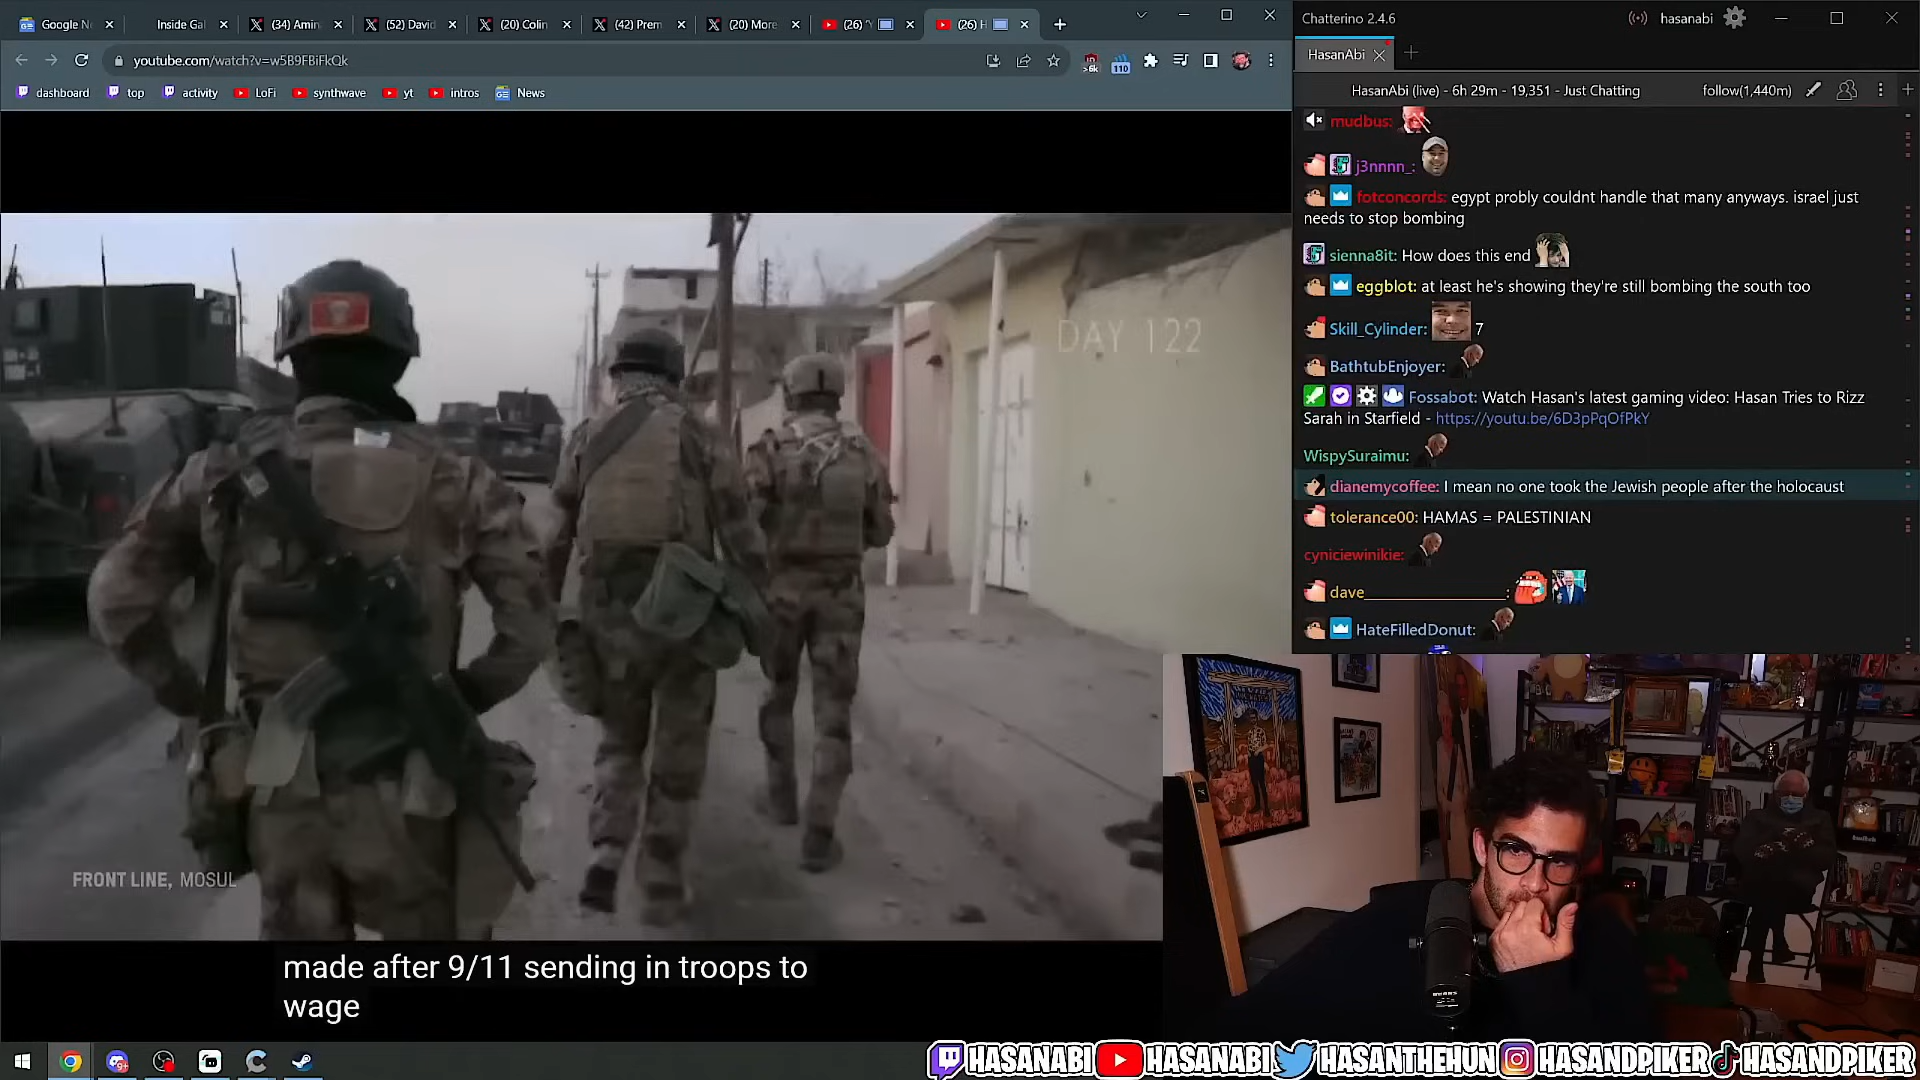 Google N
Inside Gal
(34) Amin
(52) David
(20) Colin
(42) Prem
(20) More
(26) "
(26) H
youtube.com/watch?v=w5B9FBiFkQk
>6k
110
dashboard
top
activity
LoFi
synthwave
yt
intros
News
DAY 122
FRONT LINE, MOSUL
made after 9/11 sending in troops to
wage
Chatterino 2.4.6
hasanabi
HasanAbi
HasanAbi (live) - 6h 29m - 19,351 - Just Chatting
follow(1,440m)
mudbus:
j3nnnn_:
fotconcords: egypt probly couldnt handle that many anyways. israel just
needs to stop bombing
sienna8it: How does this end
eggblot: at least he's showing they're still bombing the south too
Skill_Cylinder: 7
BathtubEnjoyer:
Fossabot: Watch Hasan's latest gaming video: Hasan Tries to Rizz
Sarah in Starfield - https://youtu.be/6D3pPqOfPkY
WispySuraimu:
dianemycoffee: I mean no one took the Jewish people after the holocaust
tolerance00: HAMAS = PALESTINIAN
cyniciewinikie:
dave________________:
HateFilledDonut:
HASANABI
HASANABI
HASANTHEHUN
HASANDPIKER
HASANDPIKER